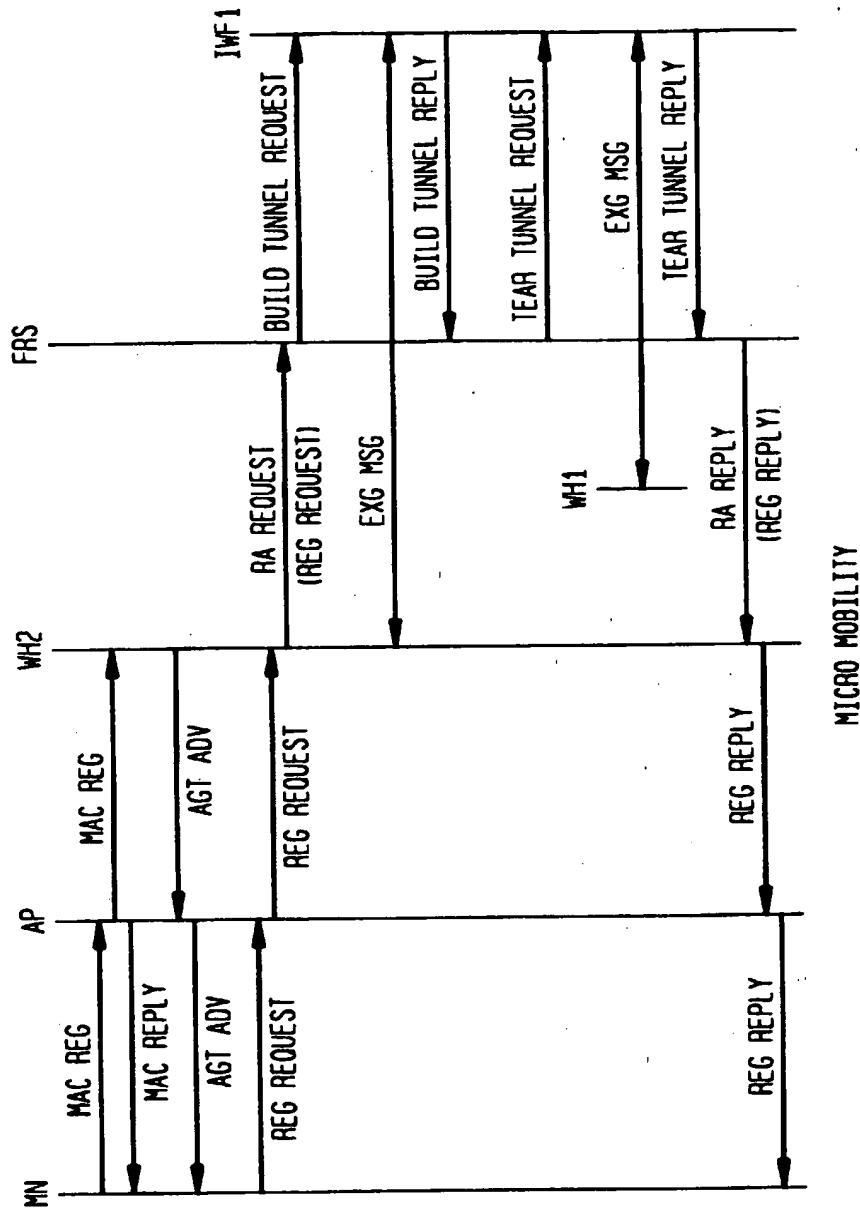 MN
AP
WH2
FRS
IWF1
MAC REG
MAC REG
MAC REPLY
AGT ADV
AGT ADV
REG REQUEST
REG REQUEST
RA REQUEST
(REG REQUEST)
BUILD TUNNEL REQUEST
EXG MSG
BUILD TUNNEL REPLY
TEAR TUNNEL REQUEST
WH1
EXG MSG
TEAR TUNNEL REPLY
RA REPLY
(REG REPLY)
REG REPLY
REG REPLY
MICRO MOBILITY